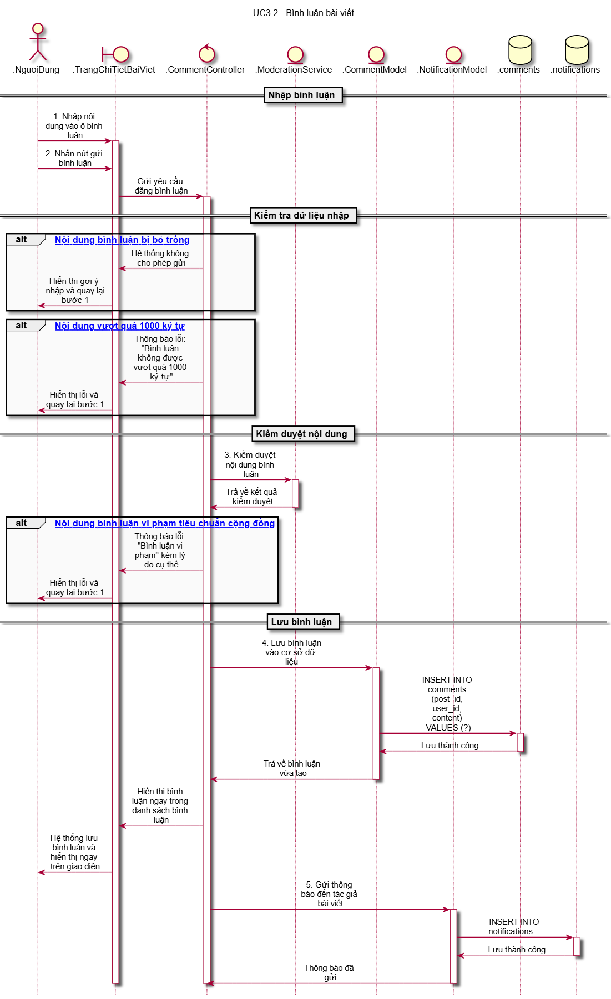 UC3.2 - Bình luận bài viết
:NguoiDung
:TrangChiTietBaiViet
:CommentController
:ModerationService
:CommentModel
:NotificationModel
:comments
:notifications
Nhập bình luận
1. Nhập nội
dung vào ô bình
luận
2. Nhấn nút gửi
bình luận
Gửi yêu cầu
đăng bình luận
Kiểm tra dữ liệu nhập
alt
Nội dung bình luận bị bỏ trống
Hệ thống không
cho phép gửi
Hiển thị gợi ý
nhập và quay lại
bước 1
alt
Nội dung vượt quá 1000 ký tự
Thông báo lỗi:
"Bình luận
không được
vượt quá 1000
ký tự"
Hiển thị lỗi và
quay lại bước 1
Kiểm duyệt nội dung
3. Kiểm duyệt
nội dung bình
luận
Trả về kết quả
kiểm duyệt
alt
Nội dung bình luận vi phạm tiêu chuẩn cộng đồng
Thông báo lỗi:
"Bình luận vi
phạm" kèm lý
do cụ thể
Hiển thị lỗi và
quay lại bước 1
Lưu bình luận
4. Lưu bình luận
vào cơ sở dữ
liệu
INSERT INTO
comments
(post_id,
user_id,
content)
VALUES (?)
Lưu thành công
Trả về bình luận
vừa tạo
Hiển thị bình
luận ngay trong
danh sách bình
luận
Hệ thống lưu
bình luận và
hiển thị ngay
trên giao diện
5. Gửi thông
báo đến tác giả
bài viết
INSERT INTO
notifications ...
Lưu thành công
Thông báo đã
gửi